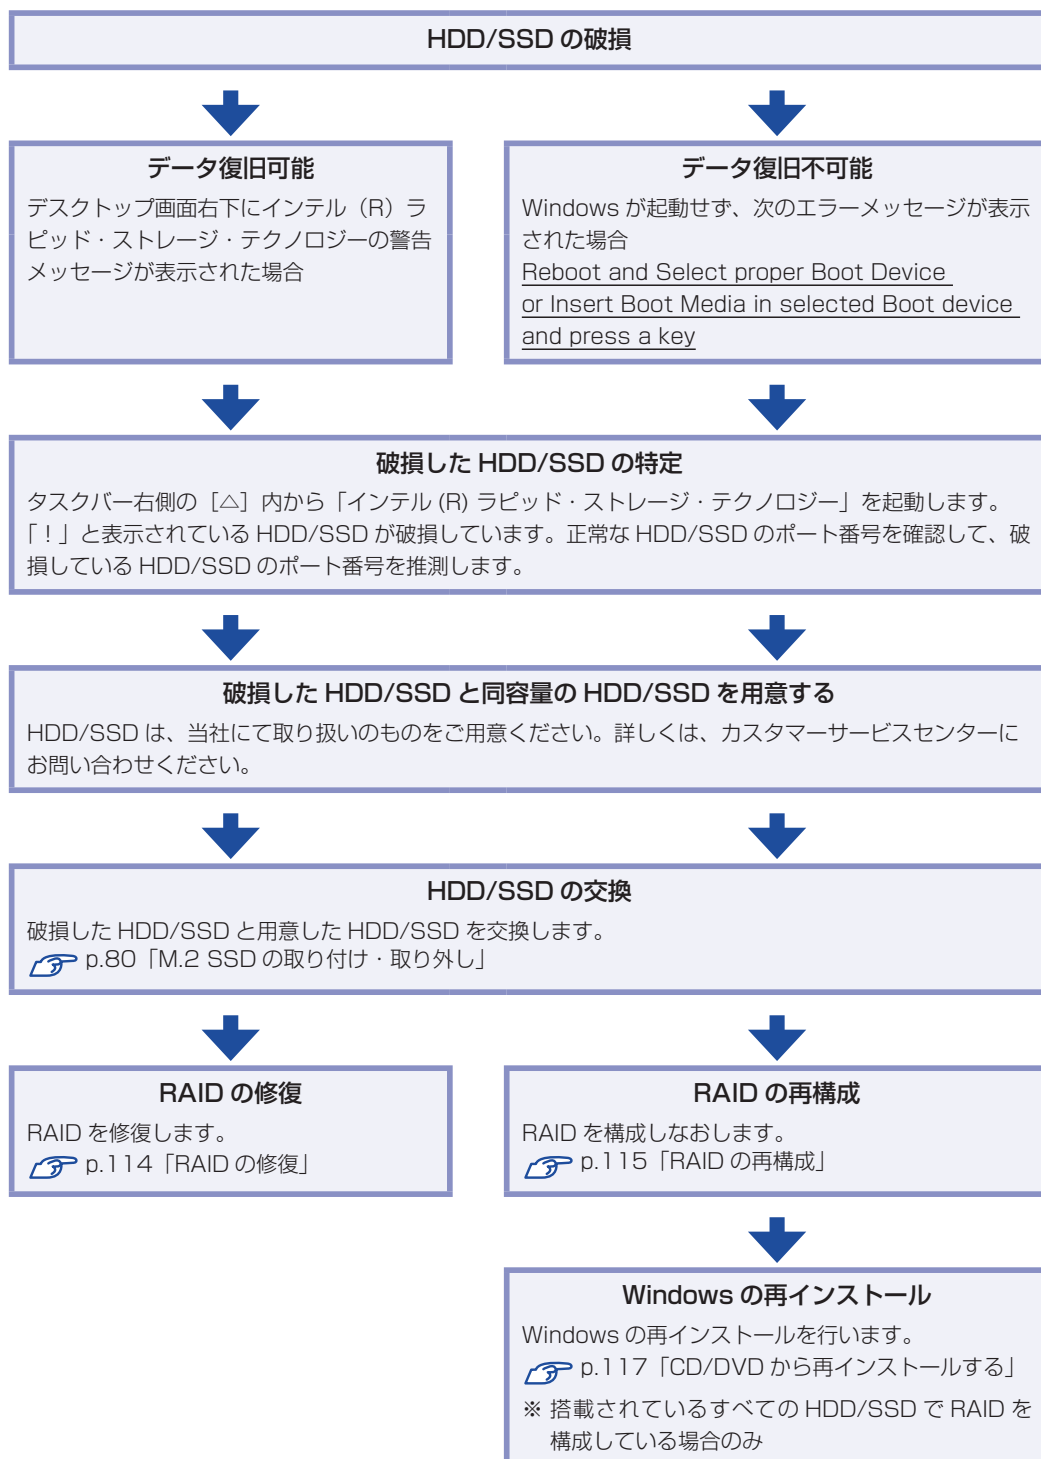 HDD/SSD の破損
データ復旧可能
デスクトップ画面右下にインテル（R）ラ
ピッド・ストレージ・テクノロジーの警告
メッセージが表示された場合
データ復旧不可能
Windows が起動せず、次のエラーメッセージが表示
された場合
Reboot and Select proper Boot Device
or Insert Boot Media in selected Boot device
and press a key
破損した HDD/SSD の特定
タスクバー右側の［△］内から「インテル (R) ラピッド・ストレージ・テクノロジー」を起動します。
「！」と表示されている HDD/SSD が破損しています。正常な HDD/SSD のポート番号を確認して、破
損している HDD/SSD のポート番号を推測します。
破損した HDD/SSD と同容量の HDD/SSD を用意する
HDD/SSD は、当社にて取り扱いのものをご用意ください。詳しくは、カスタマーサービスセンターに
お問い合わせください。
HDD/SSD の交換
破損した HDD/SSD と用意した HDD/SSD を交換します。
p.80「M.2 SSD の取り付け・取り外し」
RAID の修復
RAID を修復します。
p.114「RAID の修復」
RAID の再構成
RAID を構成しなおします。
p.115「RAID の再構成」
Windows の再インストール
Windows の再インストールを行います。
p.117「CD/DVD から再インストールする」
※ 搭載されているすべての HDD/SSD で RAID を
構成している場合のみ